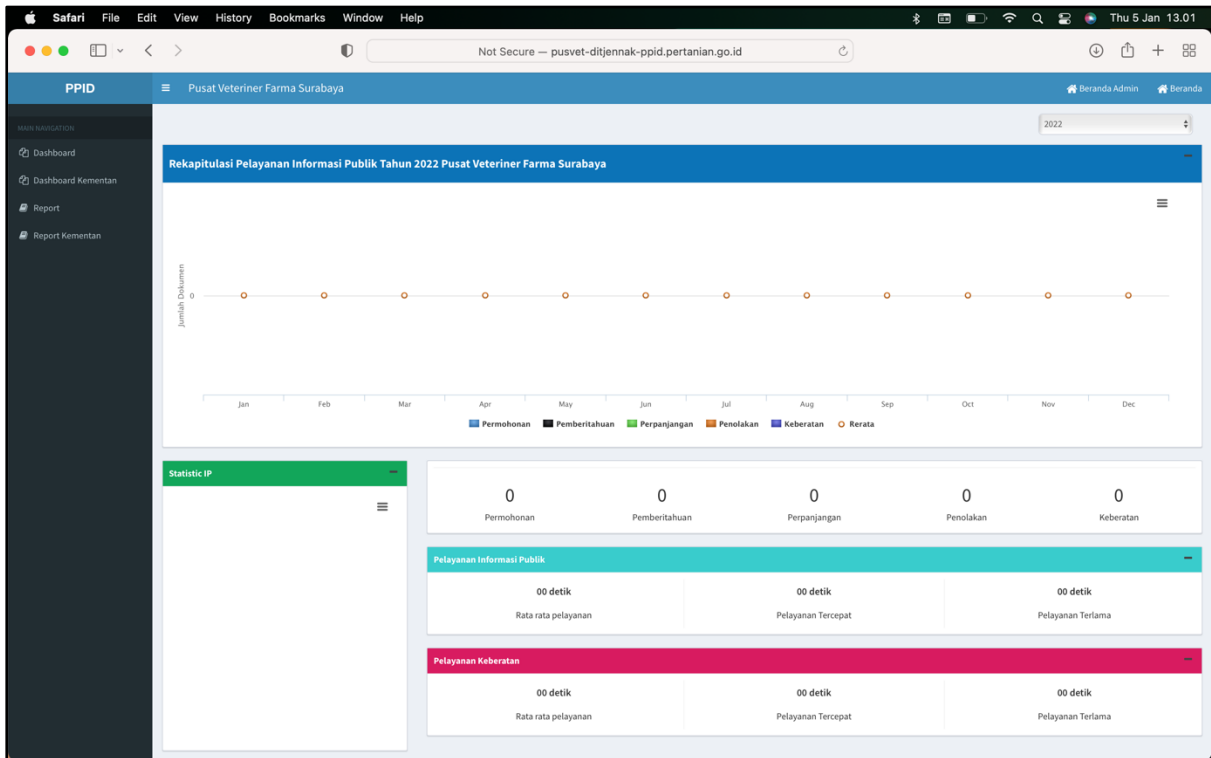 Safari File Edit View History Bookmarks Window Help Thu 5 Jan 13.01
Not Secure — pusvet-ditjennak-ppid.pertanian.go.id
PPID Pusat Veteriner Farma Surabaya Beranda Admin Beranda
MAIN NAVIGATION
Dashboard
Dashboard Kementan
Report
Report Kementan
2022
Rekapitulasi Pelayanan Informasi Publik Tahun 2022 Pusat Veteriner Farma Surabaya
Jumlah Dokumen
0
Jan Feb Mar Apr May Jun Jul Aug Sep Oct Nov Dec
Permohonan Pemberitahuan Perpanjangan Penolakan Keberatan Rerata
Statistic IP
0 0 0 0 0
Permohonan Pemberitahuan Perpanjangan Penolakan Keberatan
Pelayanan Informasi Publik
00 detik 00 detik 00 detik
Rata rata pelayanan Pelayanan Tercepat Pelayanan Terlama
Pelayanan Keberatan
00 detik 00 detik 00 detik
Rata rata pelayanan Pelayanan Tercepat Pelayanan Terlama